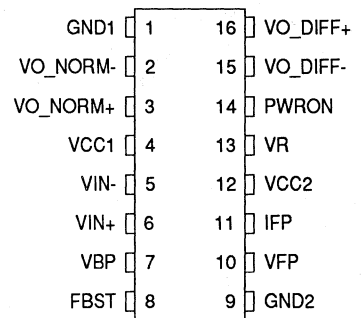 GND1 1 16 VO_DIFF+
VO_NORM- 2 15 VO_DIFF-
VO_NORM+ 3 14 PWRON
VCC1 4 13 VR
VIN- 5 12 VCC2
VIN+ 6 11 IFP
VBP 7 10 VFP
FBST 8 9 GND2